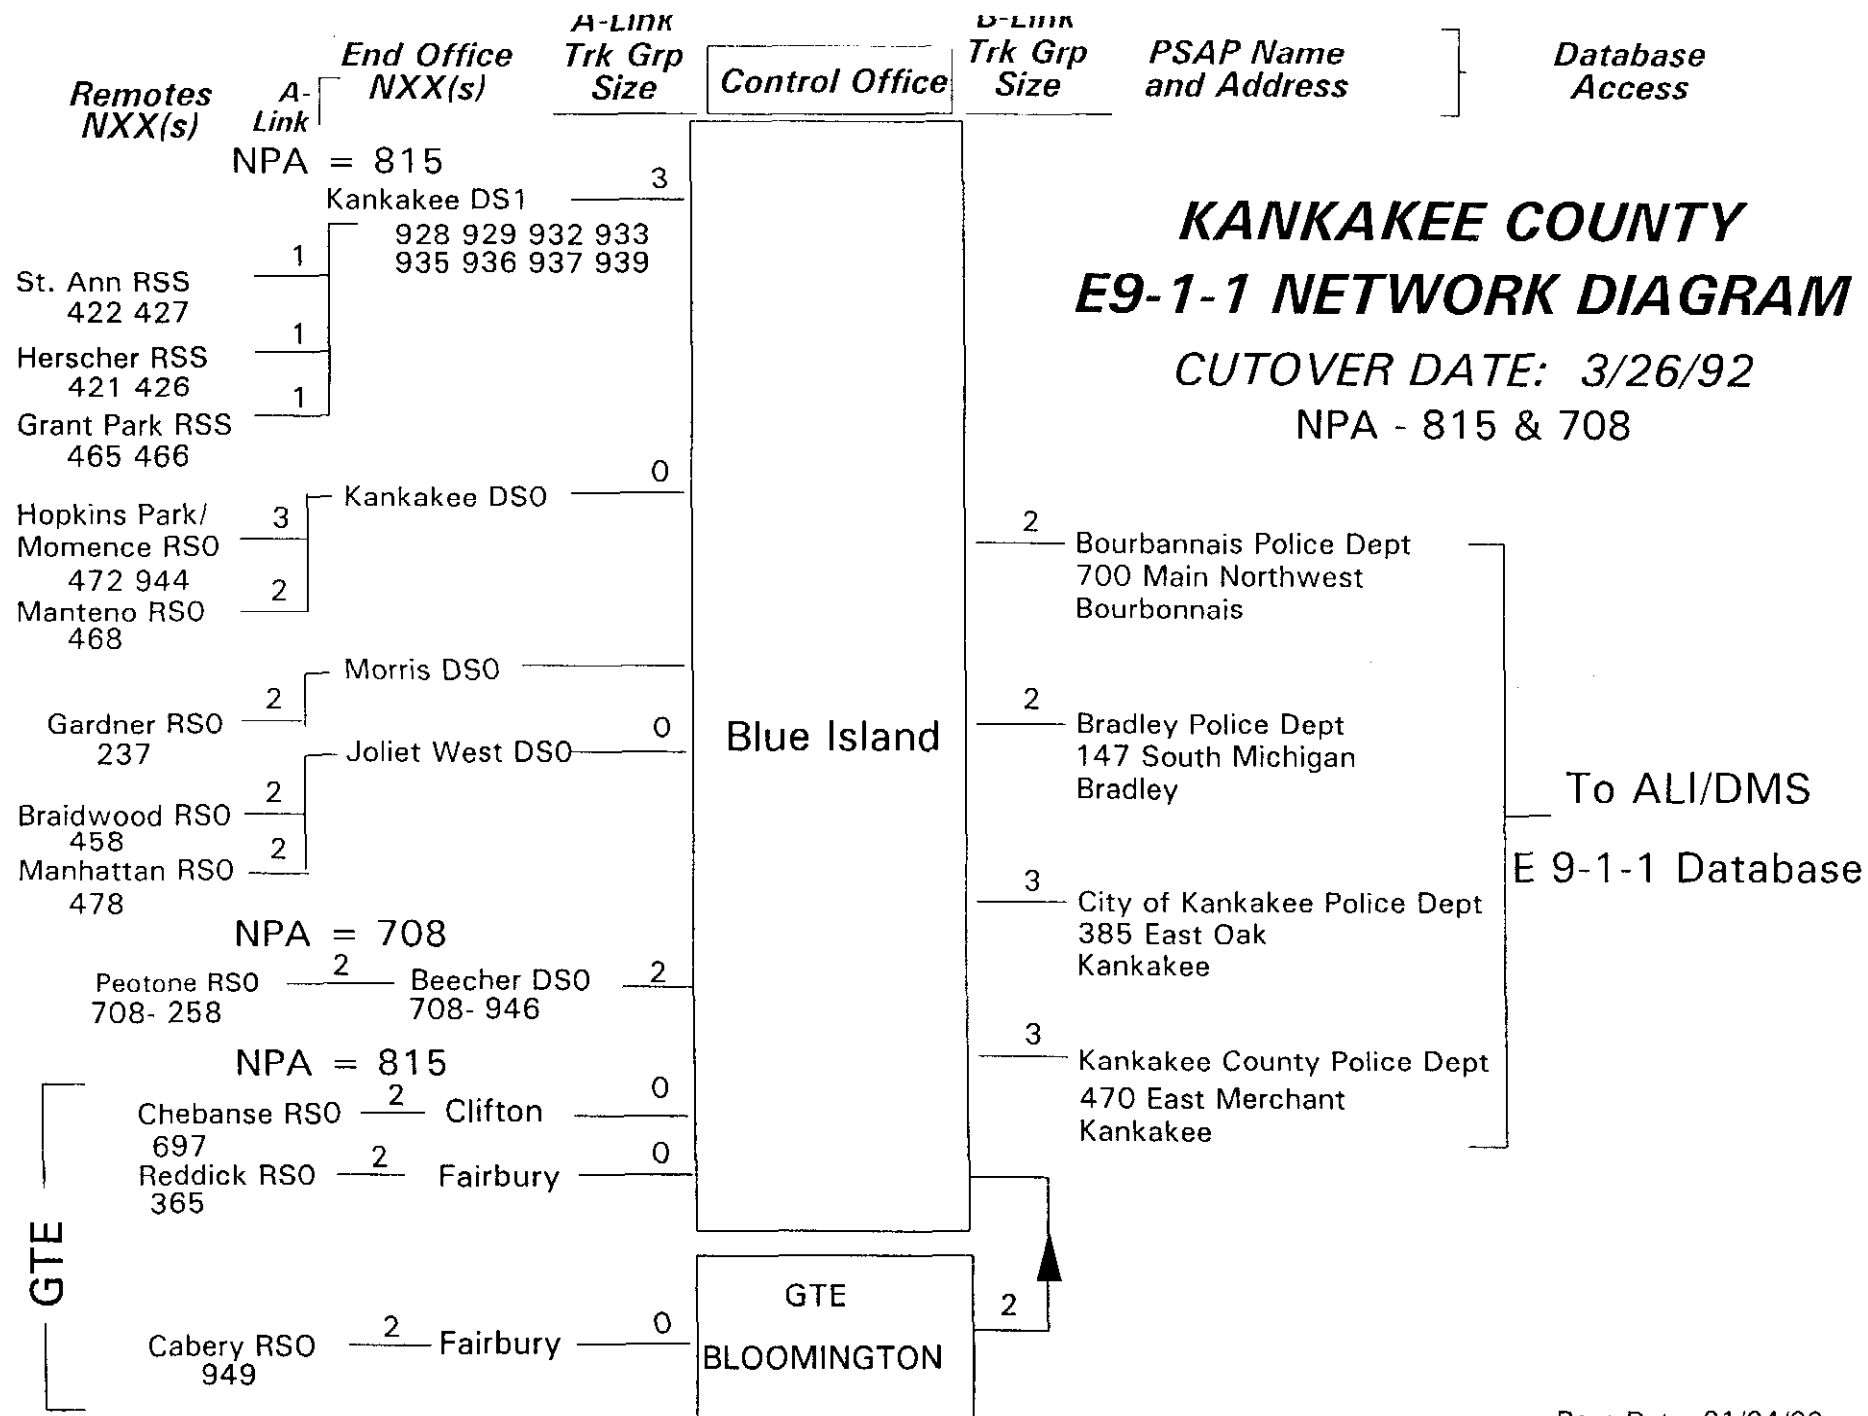 A-Link
Trk Grp
Size
End Office
NXX(s)
Remotes
NXX(s)
A-
Link
Control Office
B-Link
Trk Grp
Size
PSAP Name
and Address
Database
Access
NPA = 815
Kankakee DS1
3
928 929 932 933
935 936 937 939
St. Ann RSS
1
422 427
Herscher RSS
1
421 426
Grant Park RSS
1
465 466
Kankakee DS0
0
Hopkins Park/
Momence RS0
3
472 944
Manteno RS0
2
468
Morris DS0
Gardner RS0
2
237
Joliet West DS0
0
Braidwood RS0
2
458
Manhattan RS0
2
478
NPA = 708
Peotone RS0
2
Beecher DS0
2
708- 258
708- 946
NPA = 815
GTE
Chebanse RS0
2
Clifton
0
697
Reddick RS0
2
Fairbury
0
365
Cabery RS0
2
Fairbury
0
949
Blue Island
GTE
BLOOMINGTON
2
KANKAKEE COUNTY
E9-1-1 NETWORK DIAGRAM
CUTOVER DATE: 3/26/92
NPA - 815 & 708
2
Bourbannais Police Dept
700 Main Northwest
Bourbonnais
2
Bradley Police Dept
147 South Michigan
Bradley
3
City of Kankakee Police Dept
385 East Oak
Kankakee
3
Kankakee County Police Dept
470 East Merchant
Kankakee
To ALI/DMS
E 9-1-1 Database